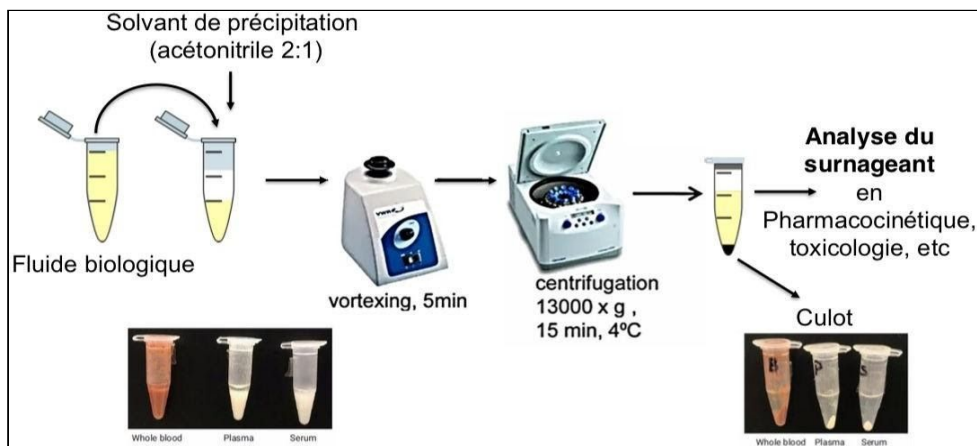 Solvant de précipitation
(acétonitrile 2:1)
Fluide biologique
vortexing, 5min
VWR
centrifugation
13000 x g ,
15 min, 4ºC
Analyse du
surnageant
en
Pharmacocinétique,
toxicologie, etc
Culot
Whole blood
Plasma
Serum
B
P
S
Whole blood
Plasma
Serum